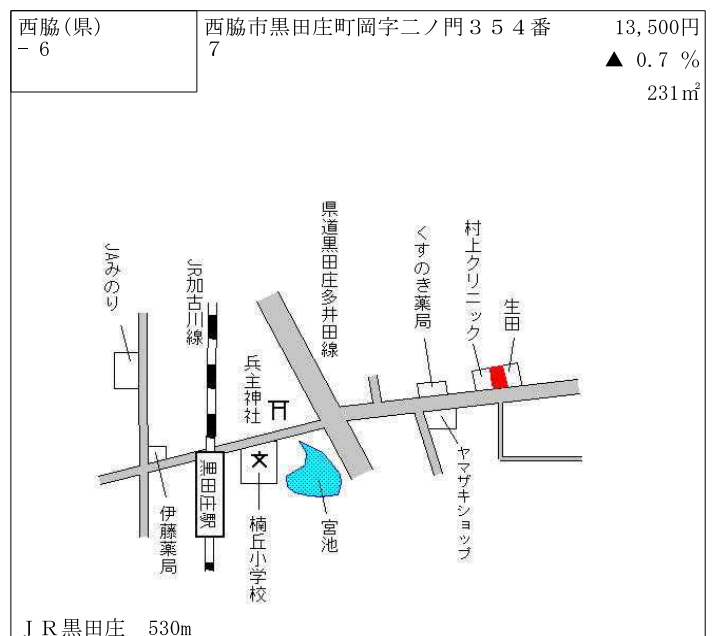 西脇(県)
－６
西脇市黒田庄町岡字二ノ門３５４番
７
13,500円
▲ 0.7 %
231㎡
県道黒田庄多井田線
くすのき薬局
村上クリニック
生田
JAみのり
JR加古川線
兵主神社
黒田庄駅
伊藤薬局
楠丘小学校
宮池
ヤマザキショップ
ＪＲ黒田庄　530m